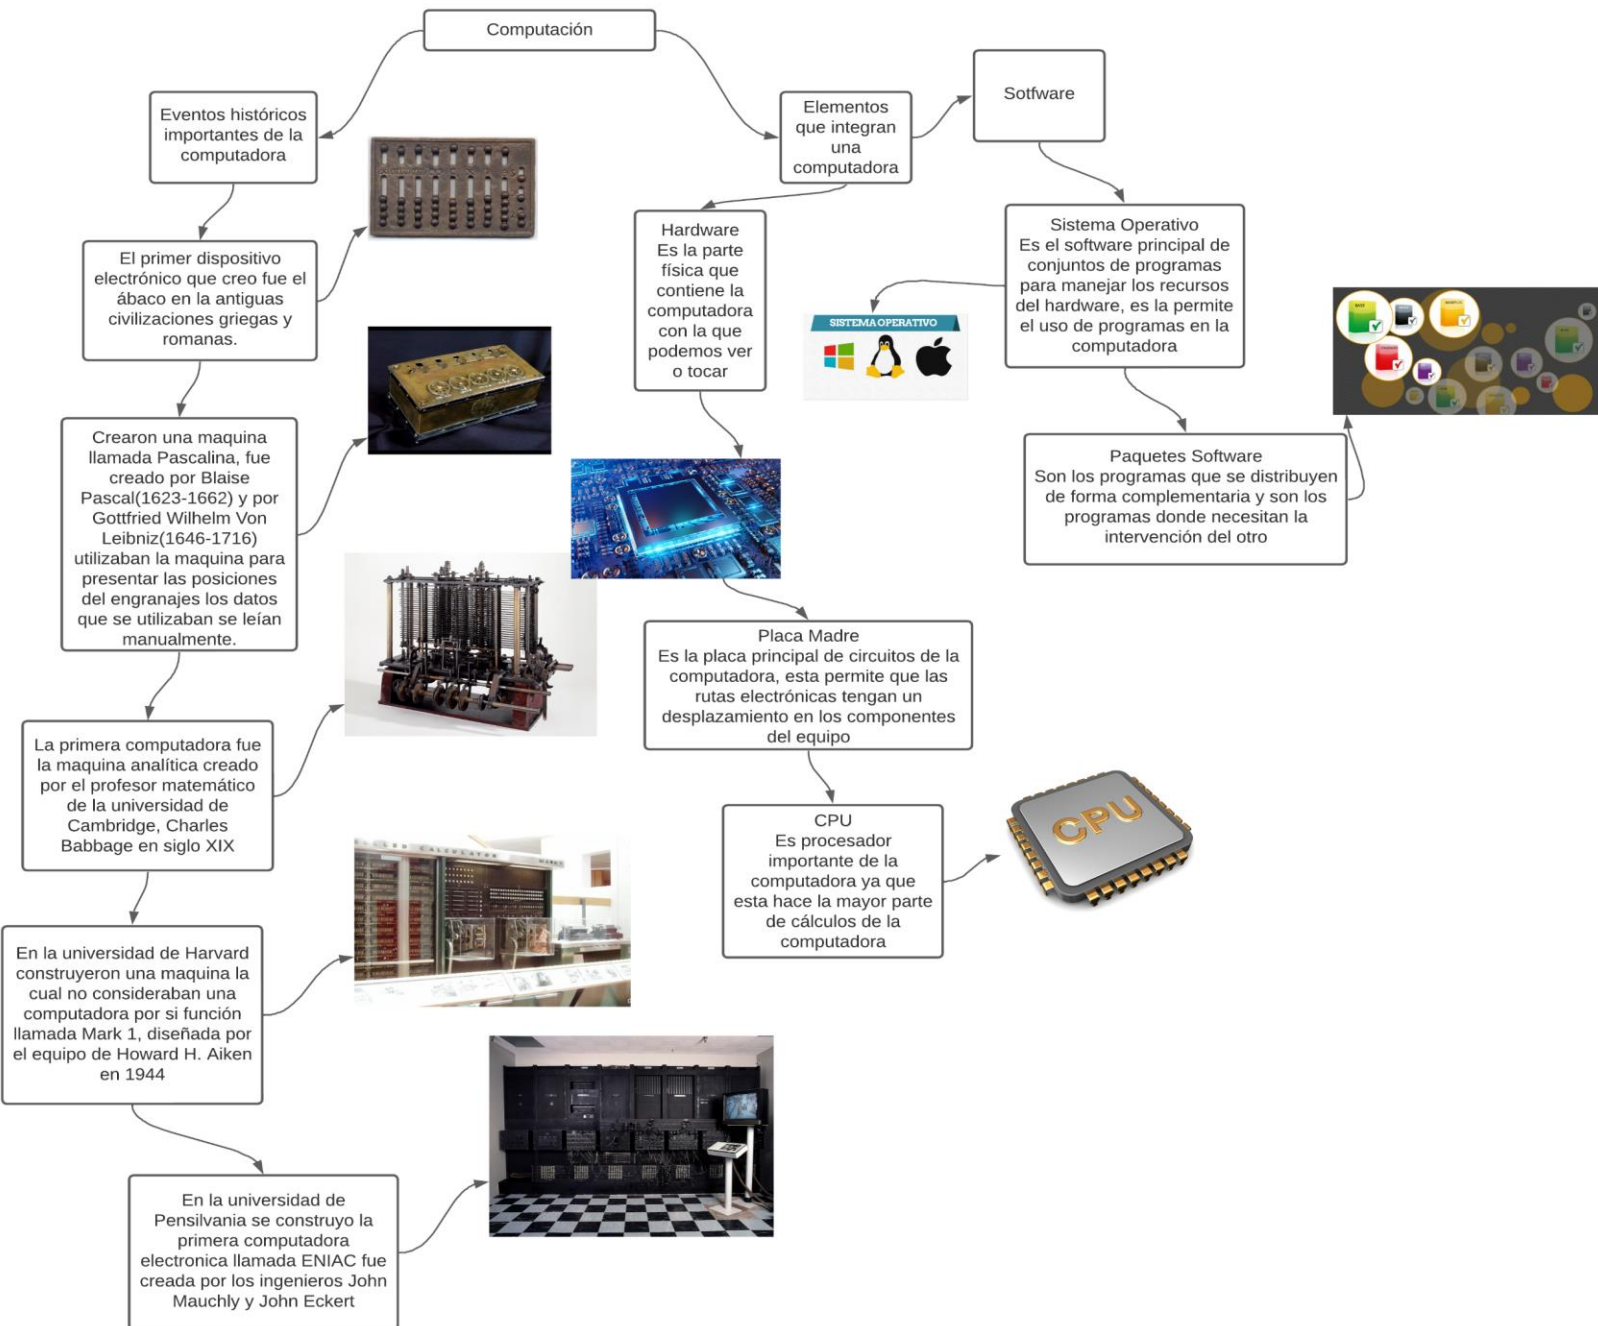 Computación
Eventos históricos
importantes de la
computadora
El primer dispositivo
electrónico que creo fue el
ábaco en la antiguas
civilizaciones griegas y
romanas.
Crearon una maquina
llamada Pascalina, fue
creado por Blaise
Pascal(1623-1662) y por
Gottfried Wilhelm Von
Leibniz(1646-1716)
utilizaban la maquina para
presentar las posiciones
del engranajes los datos
que se utilizaban se leían
manualmente.
La primera computadora fue
la maquina analítica creado
por el profesor matemático
de la universidad de
Cambridge, Charles
Babbage en siglo XIX
En la universidad de Harvard
construyeron una maquina la
cual no consideraban una
computadora por si función
llamada Mark 1, diseñada por
el equipo de Howard H. Aiken
en 1944
CALCULATOR
En la universidad de
Pensilvania se construyo la
primera computadora
electronica llamada ENIAC fue
creada por los ingenieros John
Mauchly y John Eckert
Elementos
que integran
una
computadora
Hardware
Es la parte
física que
contiene la
computadora
con la que
podemos ver
o tocar
Placa Madre
Es la placa principal de circuitos de la
computadora, esta permite que las
rutas electrónicas tengan un
desplazamiento en los componentes
del equipo
CPU
Es procesador
importante de la
computadora ya que
esta hace la mayor parte
de cálculos de la
computadora
CPU
Sotfware
Sistema Operativo
Es el software principal de
conjuntos de programas
para manejar los recursos
del hardware, es la permite
el uso de programas en la
computadora
SISTEMA OPERATIVO
Paquetes Software
Son los programas que se distribuyen
de forma complementaria y son los
programas donde necesitan la
intervención del otro